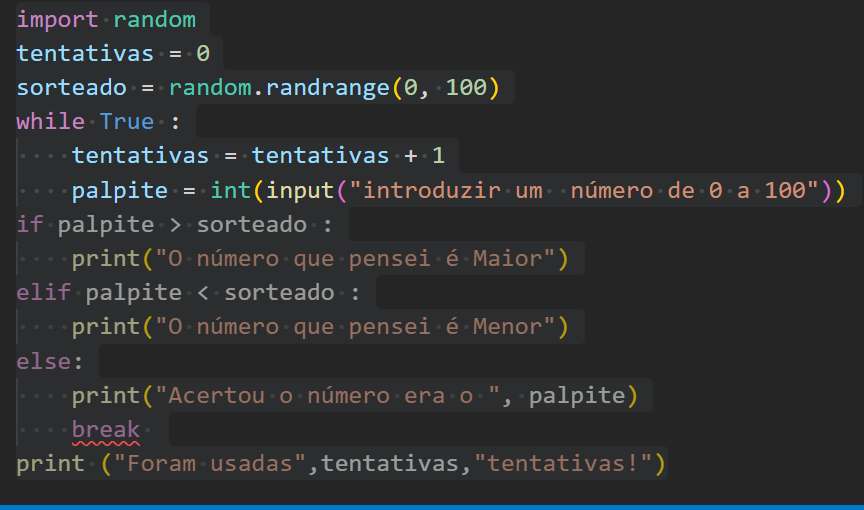 import random
tentativas = 0
sorteado = random.randrange(0, 100)
while True :
    tentativas = tentativas + 1
    palpite = int(input("introduzir um  número de 0 a 100"))
if palpite > sorteado :
    print("O número que pensei é Maior")
elif palpite < sorteado :
    print("O número que pensei é Menor")
else:
    print("Acertou o número era o ", palpite)
    break
print ("Foram usadas",tentativas,"tentativas!")